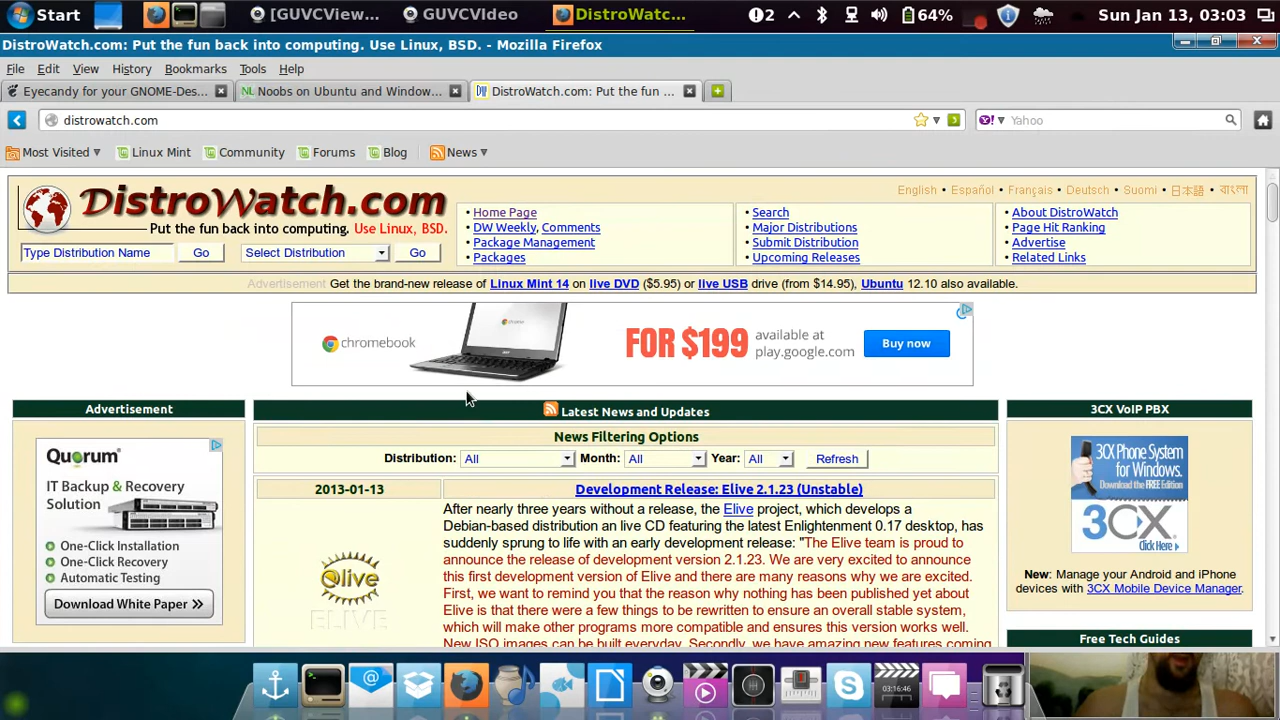 Start
[GUVCView...
GUVCVIdeo
DistroWatc...
2
64%
Sun Jan 13, 03:03
DistroWatch.com: Put the fun back into computing. Use Linux, BSD. - Mozilla Firefox
File Edit View History Bookmarks Tools Help
Eyecandy for your GNOME-Des...
Noobs on Ubuntu and Window...
DistroWatch.com: Put the fun ...
distrowatch.com
Yahoo
Most Visited
Linux Mint
Community
Forums
Blog
News
DistroWatch.com
Put the fun back into computing. Use Linux, BSD.
Type Distribution Name Go Select Distribution Go
English • Español • Français • Deutsch • Suomi • 日本語 • বাংলা
• Home Page
• DW Weekly, Comments
• Package Management
• Packages
• Search
• Major Distributions
• Submit Distribution
• Upcoming Releases
• About DistroWatch
• Page Hit Ranking
• Advertise
• Related Links
Advertisement Get the brand-new release of Linux Mint 14 on live DVD ($5.95) or live USB drive (from $14.95), Ubuntu 12.10 also available.
chromebook
FOR $199
available at
play.google.com
Buy now
Advertisement
Quorum
IT Backup & Recovery
Solution
One-Click Installation
One-Click Recovery
Automatic Testing
Download White Paper »
Latest News and Updates
News Filtering Options
Distribution: All Month: All Year: All Refresh
2013-01-13
Development Release: Elive 2.1.23 (Unstable)
Elive
ELIVE
After nearly three years without a release, the Elive project, which develops a
Debian-based distribution an live CD featuring the latest Enlightenment 0.17 desktop, has
suddenly sprung to life with an early development release: "The Elive team is proud to
announce the release of development version 2.1.23. We are very excited to announce
this first development version of Elive and there are many reasons why we are excited.
First, we want to remind you that the reason why nothing has been published yet about
Elive is that there were a few things to be rewritten to ensure an overall stable system,
which will make other programs more compatible and ensures this version works well.
New ISO images can be built everyday. Secondly, we have amazing new features coming
3CX VoIP PBX
3CX Phone System
for Windows.
Download the FREE Edition
3CX
Click Here ▸
New: Manage your Android and iPhone
devices with 3CX Mobile Device Manager.
Free Tech Guides
03:16:46